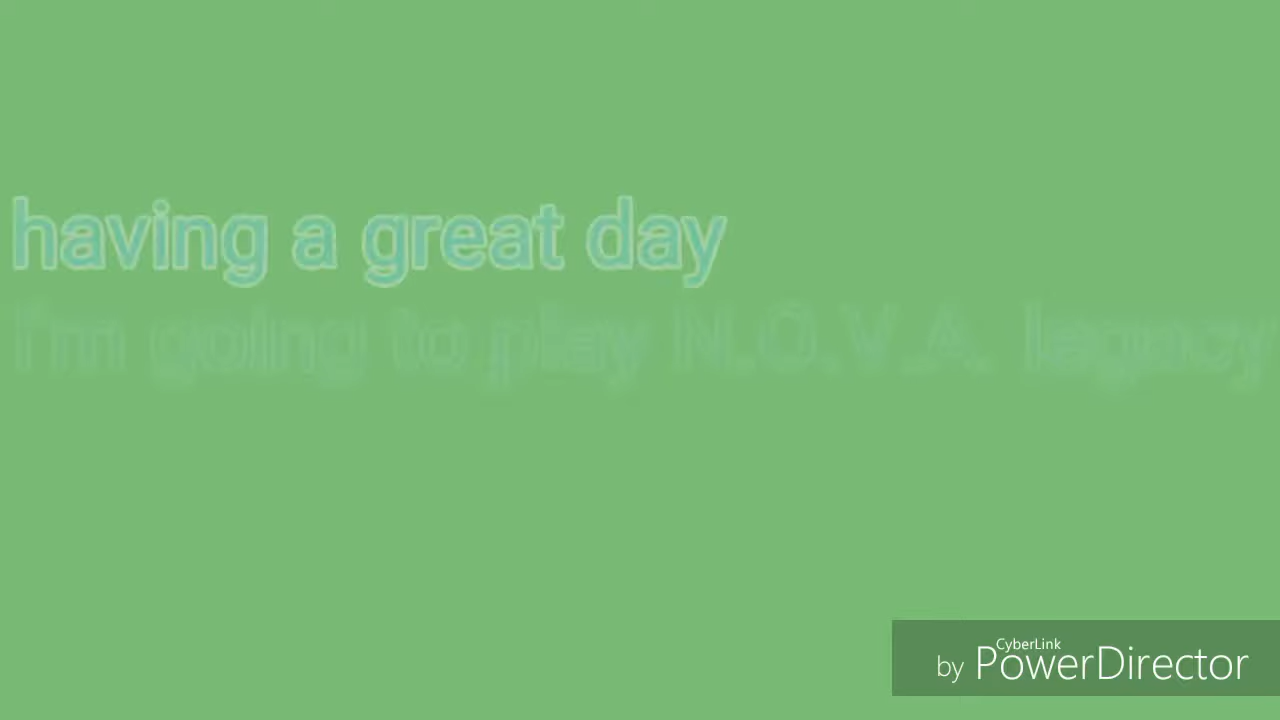 having a great day
I'm going to play N.O.V.A. legacy
by CyberLink PowerDirector